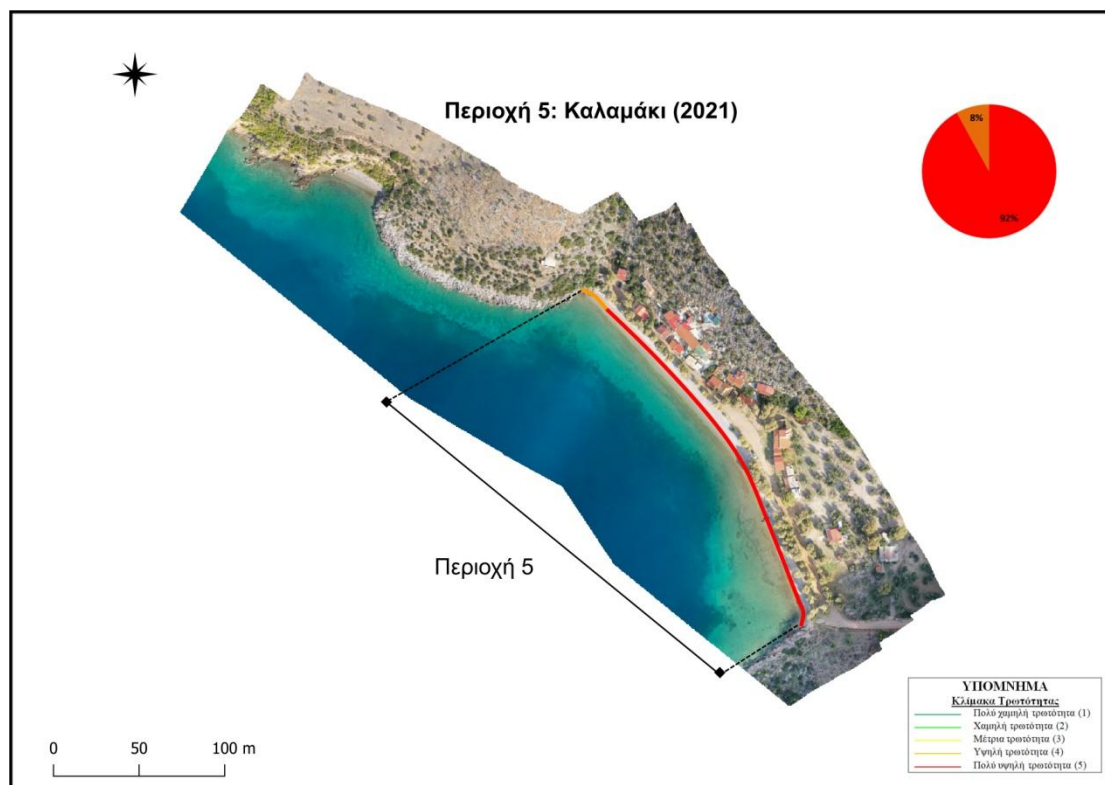 Περιοχή 5: Καλαμάκι (2021)
8%
92%
Περιοχή 5
0 50 100 m
ΥΠΟΜΝΗΜΑ
Κλίμακα Τρωτότητας
Πολύ χαμηλή τρωτότητα (1)
Χαμηλή τρωτότητα (2)
Μέτρια τρωτότητα (3)
Υψηλή τρωτότητα (4)
Πολύ υψηλή τρωτότητα (5)